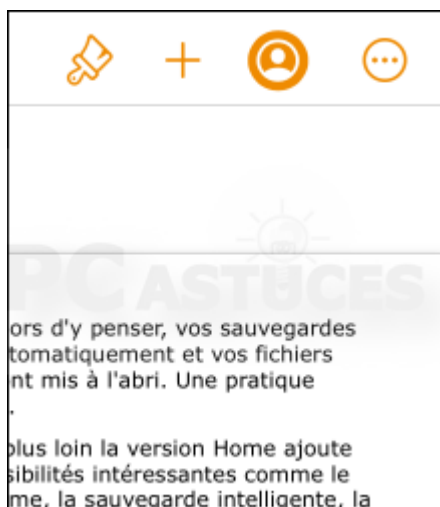 PC ASTUCES
ors d'y penser, vos sauvegardes
tomatiquement et vos fichiers
nt mis à l'abri. Une pratique
.
plus loin la version Home ajoute
sibilités intéressantes comme le
me, la sauvegarde intelligente, la